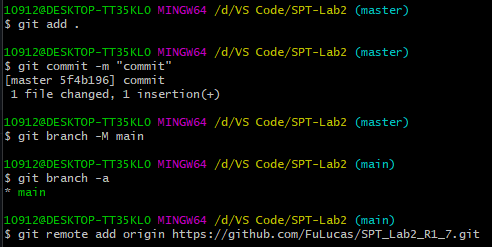 10912@DESKTOP-TT35KLO MINGW64 /d/VS Code/SPT-Lab2 (master)
$ git add .
10912@DESKTOP-TT35KLO MINGW64 /d/VS Code/SPT-Lab2 (master)
$ git commit -m "commit"
[master 5f4b196] commit
 1 file changed, 1 insertion(+)
10912@DESKTOP-TT35KLO MINGW64 /d/VS Code/SPT-Lab2 (master)
$ git branch -M main
10912@DESKTOP-TT35KLO MINGW64 /d/VS Code/SPT-Lab2 (main)
$ git branch -a
* main
10912@DESKTOP-TT35KLO MINGW64 /d/VS Code/SPT-Lab2 (main)
$ git remote add origin https://github.com/FuLucas/SPT_Lab2_R1_7.git